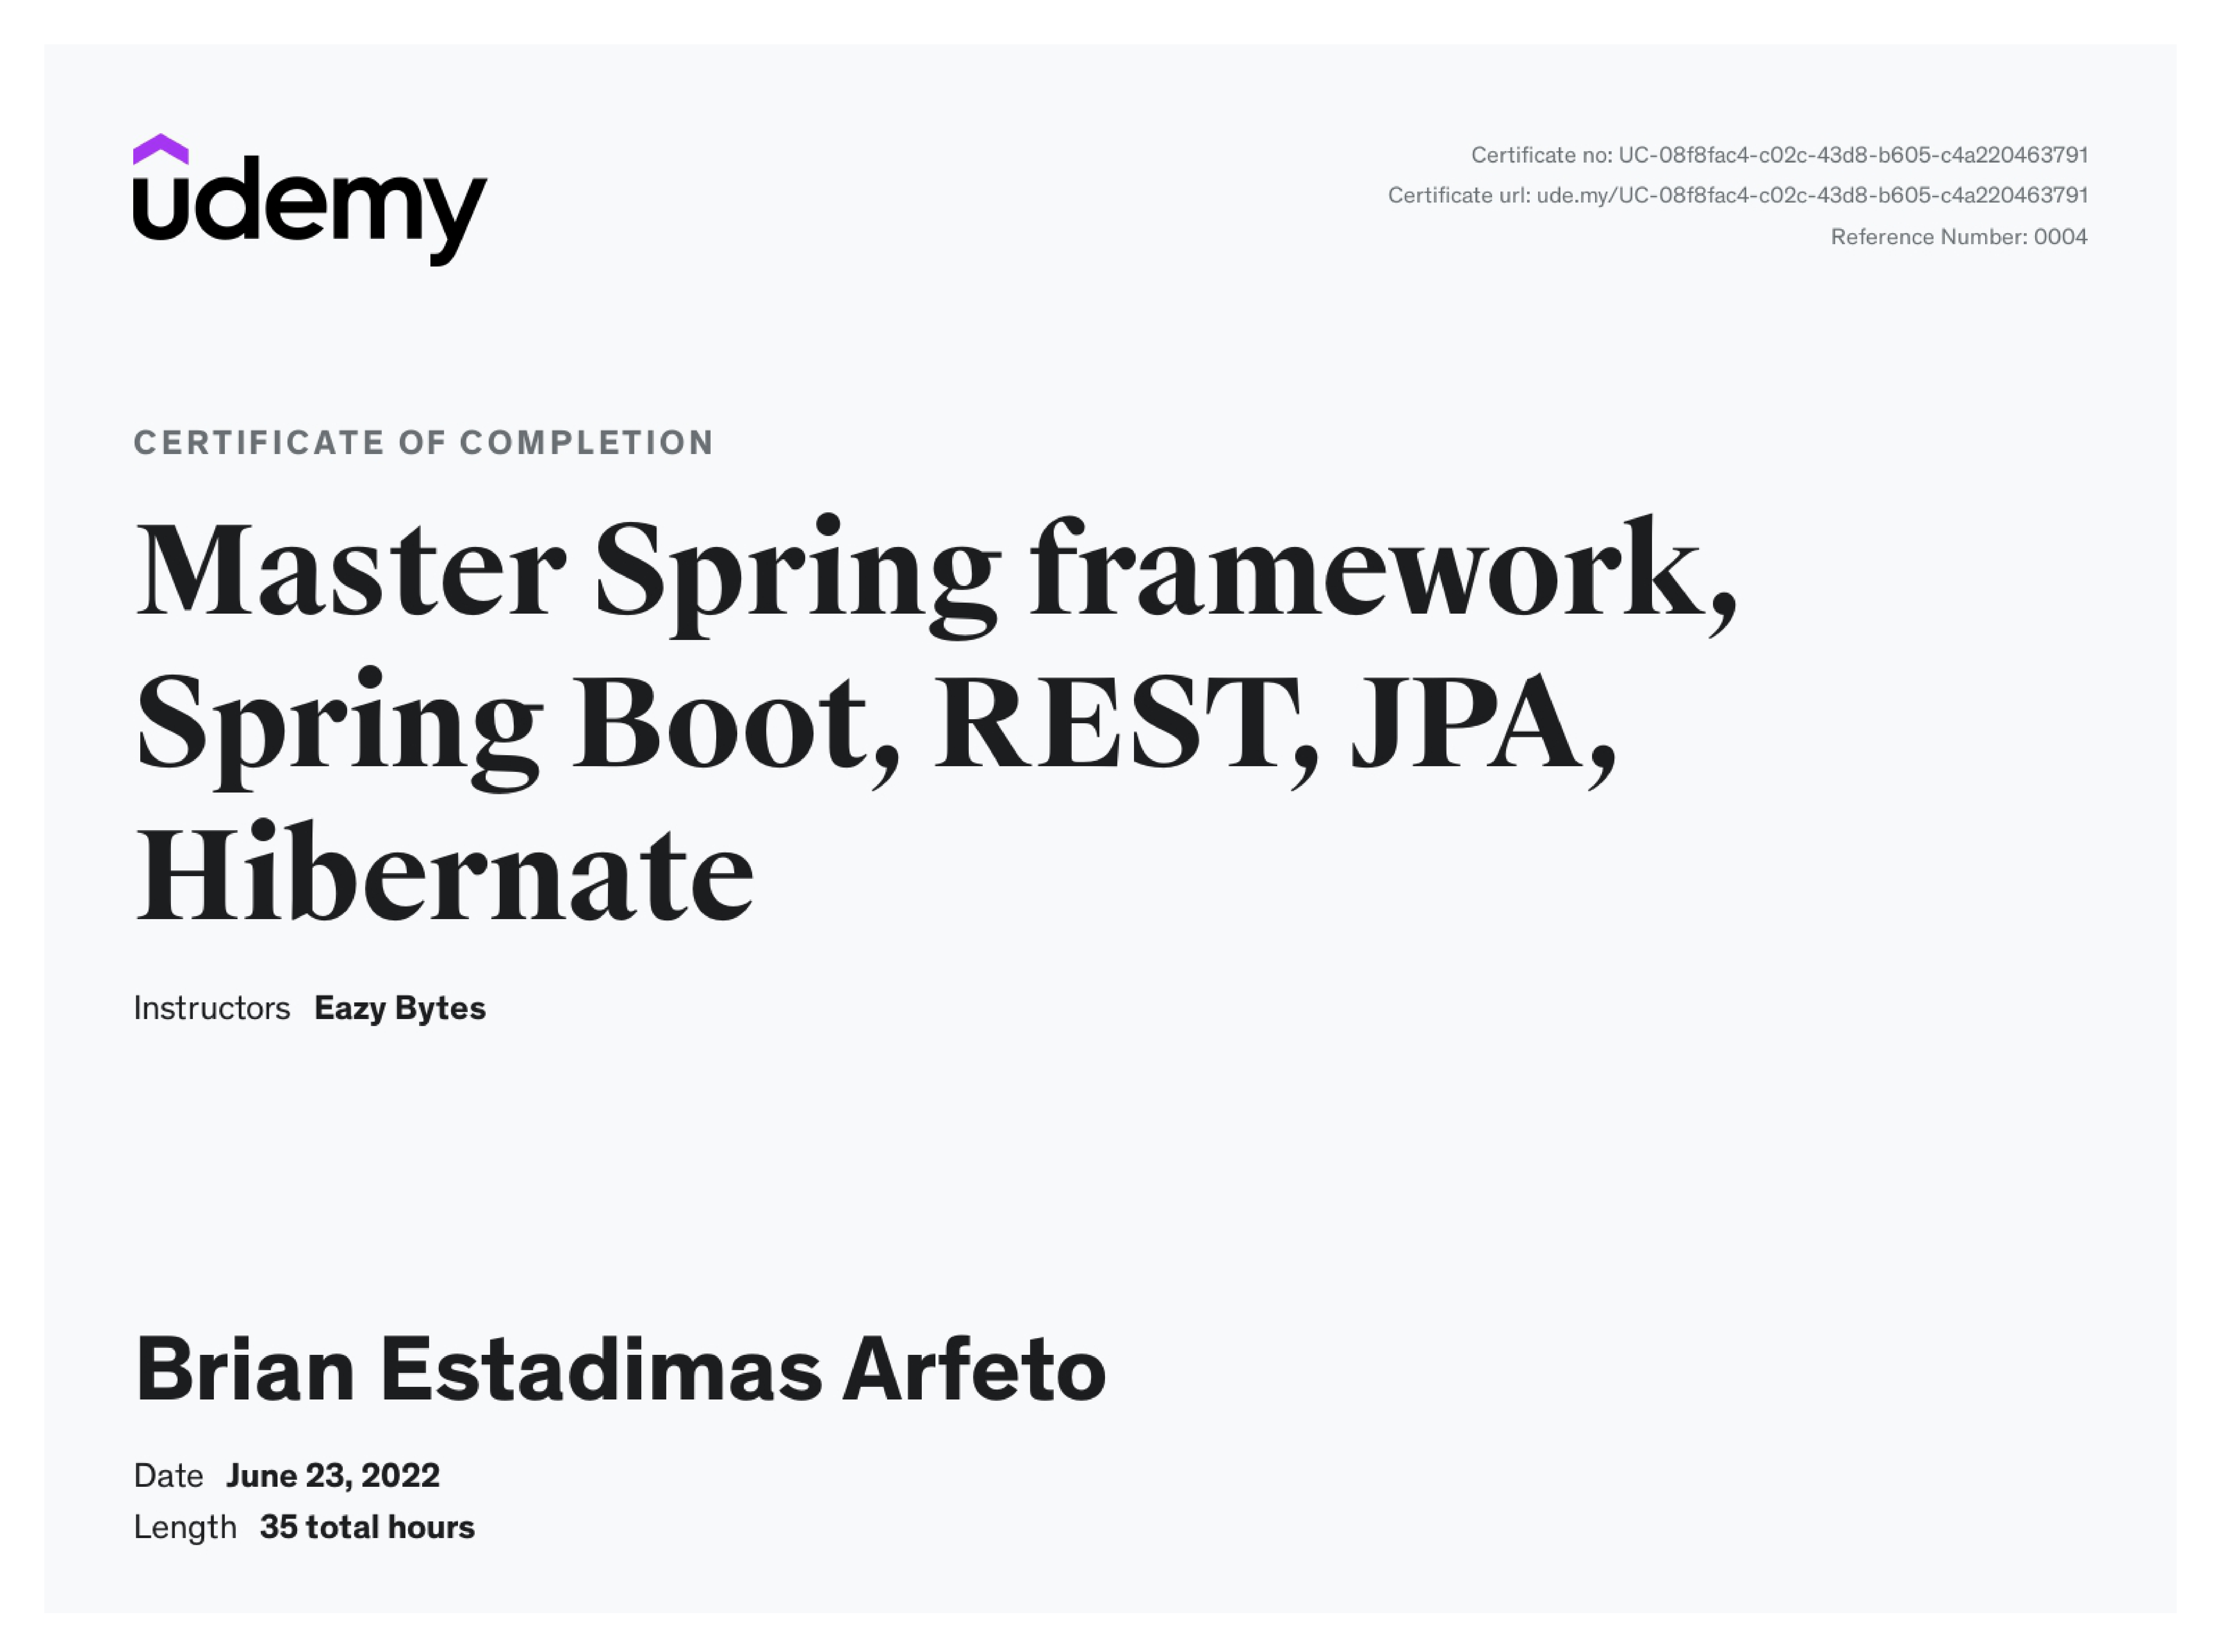 udemy
Certificate no: UC-08f8fac4-c02c-43d8-b605-c4a220463791
Certificate url: ude.my/UC-08f8fac4-c02c-43d8-b605-c4a220463791
Reference Number: 0004
CERTIFICATE OF COMPLETION
Master Spring framework,
Spring Boot, REST, JPA,
Hibernate
Instructors Eazy Bytes
Brian Estadimas Arfeto
Date June 23, 2022
Length 35 total hours